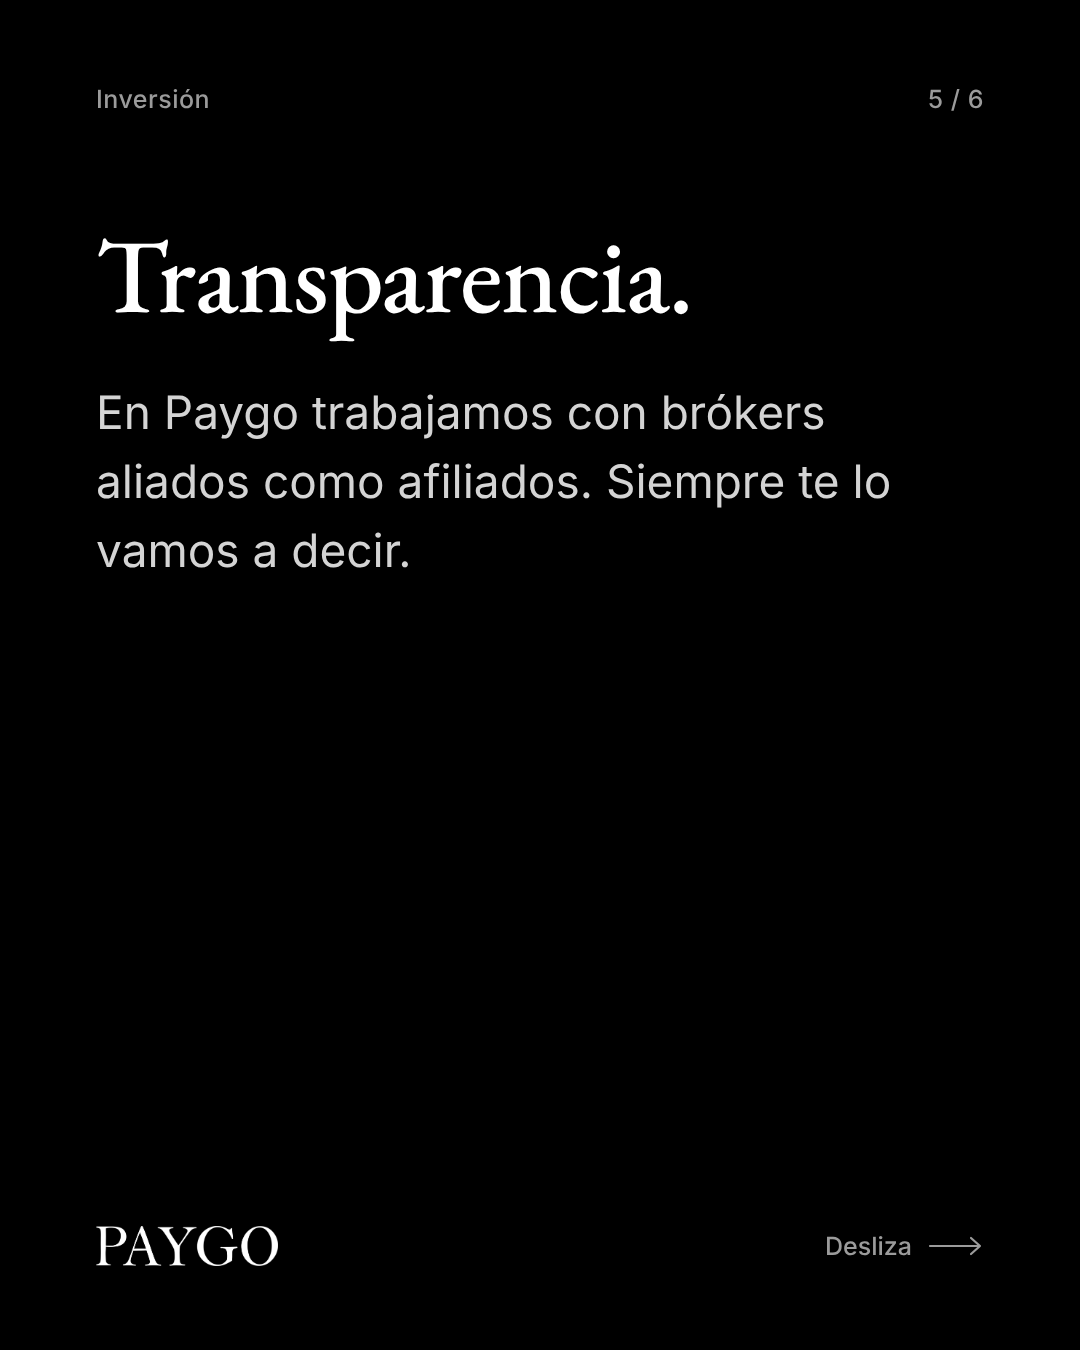 Inversión
5 / 6
Transparencia.
En Paygo trabajamos con brókers
aliados como afiliados. Siempre te lo
vamos a decir.
PAYGO
Desliza